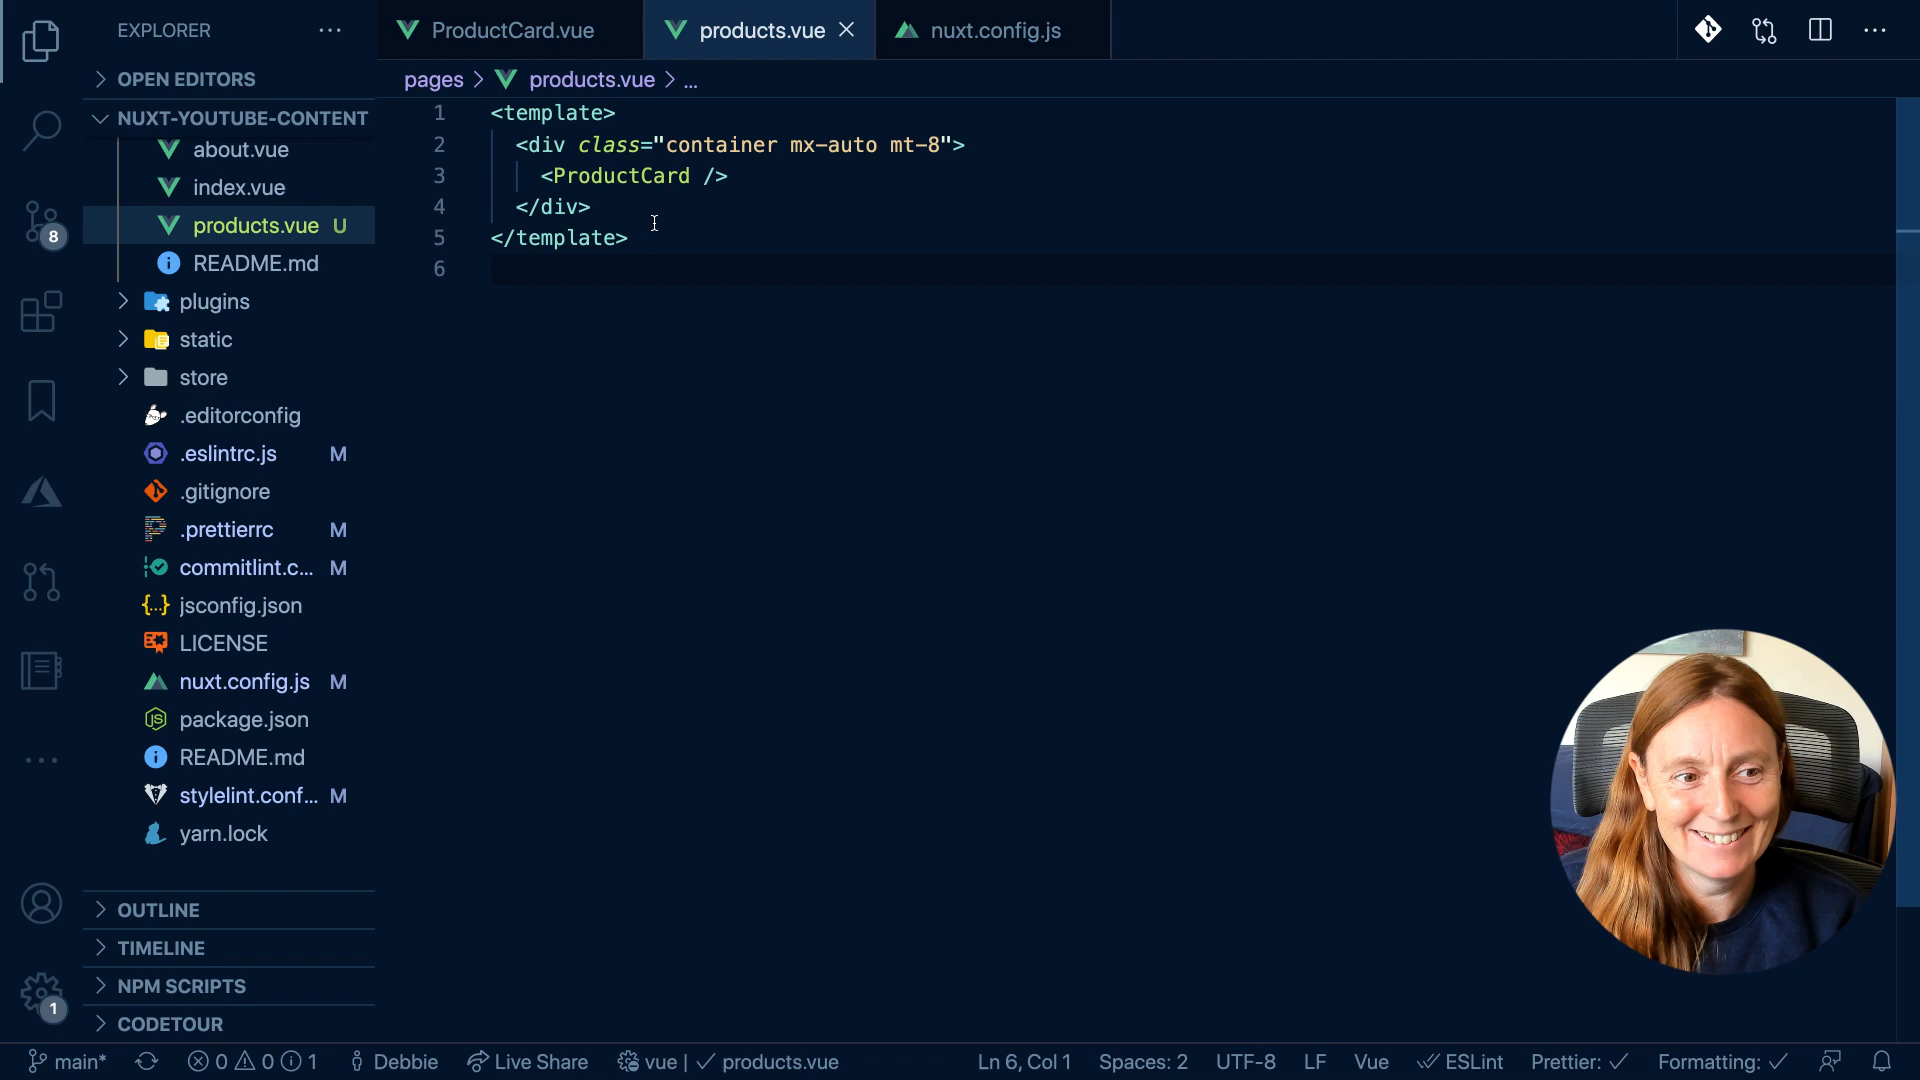 EXPLORER
OPEN EDITORS
NUXT-YOUTUBE-CONTENT
about.vue
index.vue
products.vue U
README.md
plugins
static
store
.editorconfig
.eslintrc.js M
.gitignore
.prettierrc M
commitlint.c... M
jsconfig.json
LICENSE
nuxt.config.js M
package.json
README.md
stylelint.conf... M
yarn.lock
OUTLINE
TIMELINE
NPM SCRIPTS
CODETOUR
8
1
ProductCard.vue
products.vue
nuxt.config.js
pages > products.vue > ...
1 <template>
2 <div class="container mx-auto mt-8">
3 <ProductCard />
4 </div>
5 </template>
6
main* 0 0 1 Debbie Live Share vue | ✓ products.vue Ln 6, Col 1 Spaces: 2 UTF-8 LF Vue ESLint Prettier: ✓ Formatting: ✓